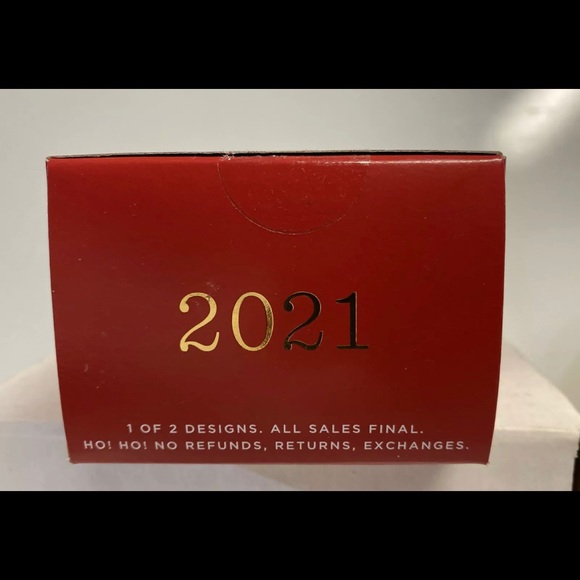 2021
1 OF 2 DESIGNS. ALL SALES FINAL.
HO! HO! NO REFUNDS, RETURNS, EXCHANGES.